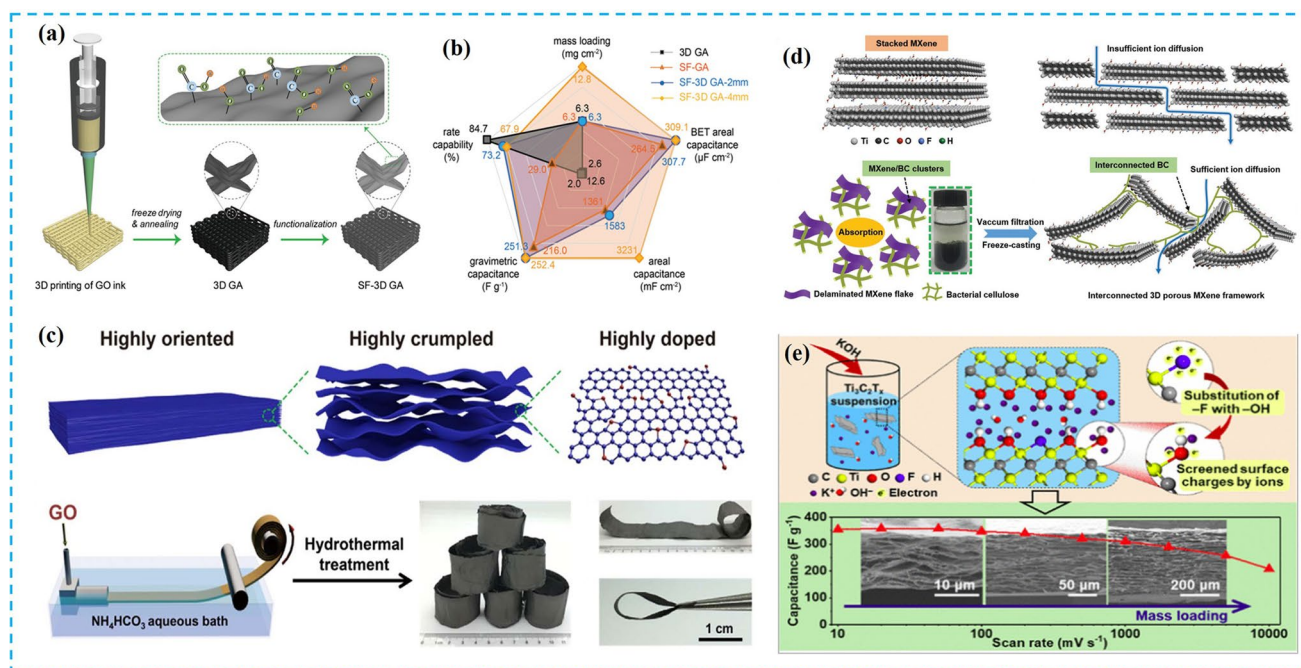 (a)
freeze drying
& annealing
functionalization
3D printing of GO ink
3D GA
SF-3D GA
(b)
mass loading
(mg cm⁻²)
3D GA
SF-GA
SF-3D GA-2mm
SF-3D GA-4mm
12.8
6.3
6.3
6.3
84.7
rate
capability
(%)
67.9
73.2
29.0
BET areal
capacitance
(μF cm⁻²)
309.1
264.5
307.7
2.6
2.0
12.6
1361
1583
251.3
216.0
252.4
gravimetric
capacitance
(F g⁻¹)
3231
areal
capacitance
(mF cm⁻²)
(d)
Stacked MXene
Insufficient ion diffusion
Ti
C
O
F
H
MXene/BC clusters
Absorption
Interconnected BC
Sufficient ion diffusion
Vaccum filtration
Freeze-casting
Delaminated MXene flake
Bacterial cellulose
Interconnected 3D porous MXene framework
(c)
Highly oriented
Highly crumpled
Highly doped
GO
NH₄HCO₃ aqueous bath
Hydrothermal
treatment
1 cm
(e)
KOH
Ti₃C₂Tₓ
suspension
Substitution of
–F with –OH
Screened surface
charges by ions
C
Ti
O
F
H
K⁺
OH⁻
Electron
Capacitance (F g⁻¹)
400
300
200
100
0
10 μm
50 μm
200 μm
Mass loading
10
100
1000
10000
Scan rate (mV s⁻¹)